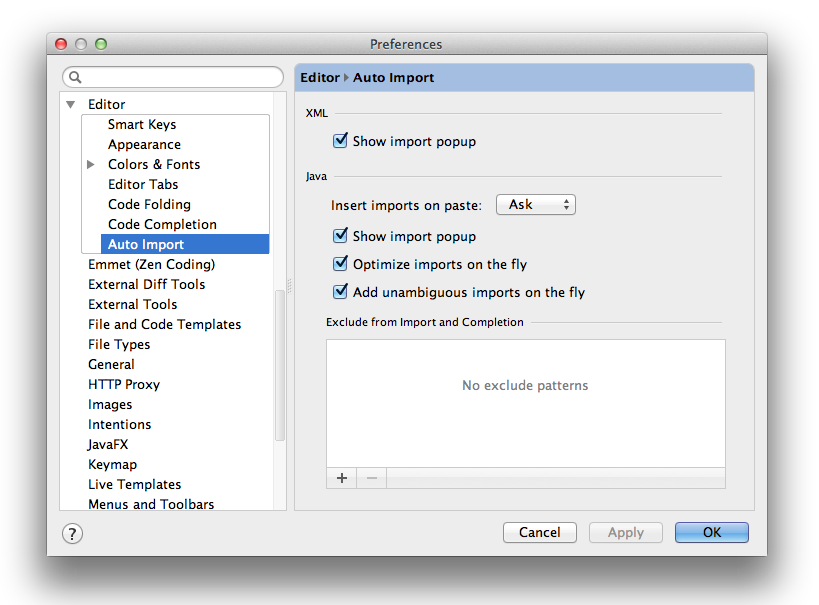 Preferences
Editor
Smart Keys
Appearance
Colors & Fonts
Editor Tabs
Code Folding
Code Completion
Auto Import
Emmet (Zen Coding)
External Diff Tools
External Tools
File and Code Templates
File Types
General
HTTP Proxy
Images
Intentions
JavaFX
Keymap
Live Templates
Menus and Toolbars
Editor ▸ Auto Import
XML
Show import popup
Java
Insert imports on paste: Ask
Show import popup
Optimize imports on the fly
Add unambiguous imports on the fly
Exclude from Import and Completion
No exclude patterns
+ −
? Cancel Apply OK